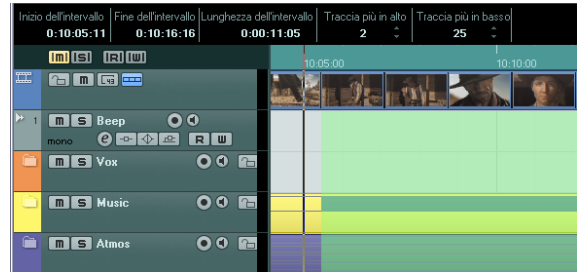 Inizio dell'intervallo Fine dell'intervallo Lunghezza dell'intervallo Traccia più in alto Traccia più in basso
0:10:05:11 0:10:16:16 0:00:11:05 2 25
m S R W
10:05:00 10:10:00
m L43
1 m S Beep
mono e R W
m S Vox
m S Music
m S Atmos